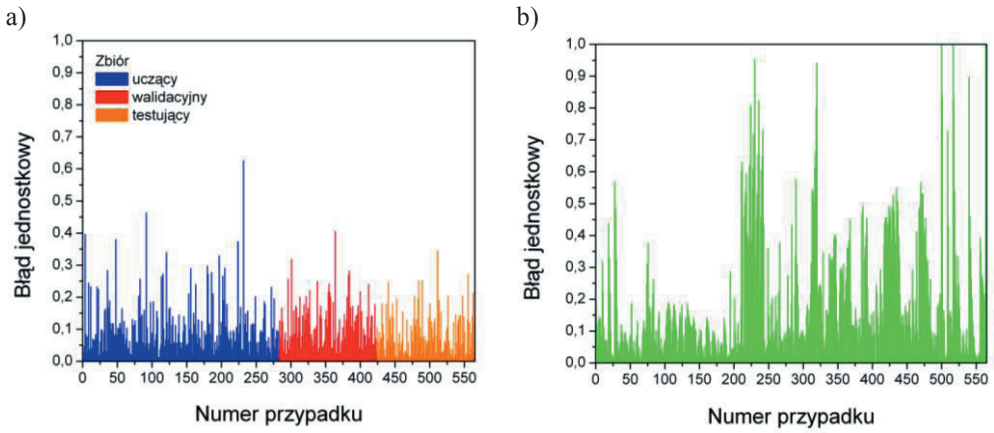 a)
1,0
0,9
0,8
0,7
0,6
0,5
0,4
0,3
0,2
0,1
0,0
Błąd jednostkowy
Zbiór
uczący
walidacyjny
testujący
0 50 100 150 200 250 300 350 400 450 500 550
Numer przypadku
b)
1,0
0,9
0,8
0,7
0,6
0,5
0,4
0,3
0,2
0,1
0,0
Błąd jednostkowy
0 50 100 150 200 250 300 350 400 450 500 550
Numer przypadku